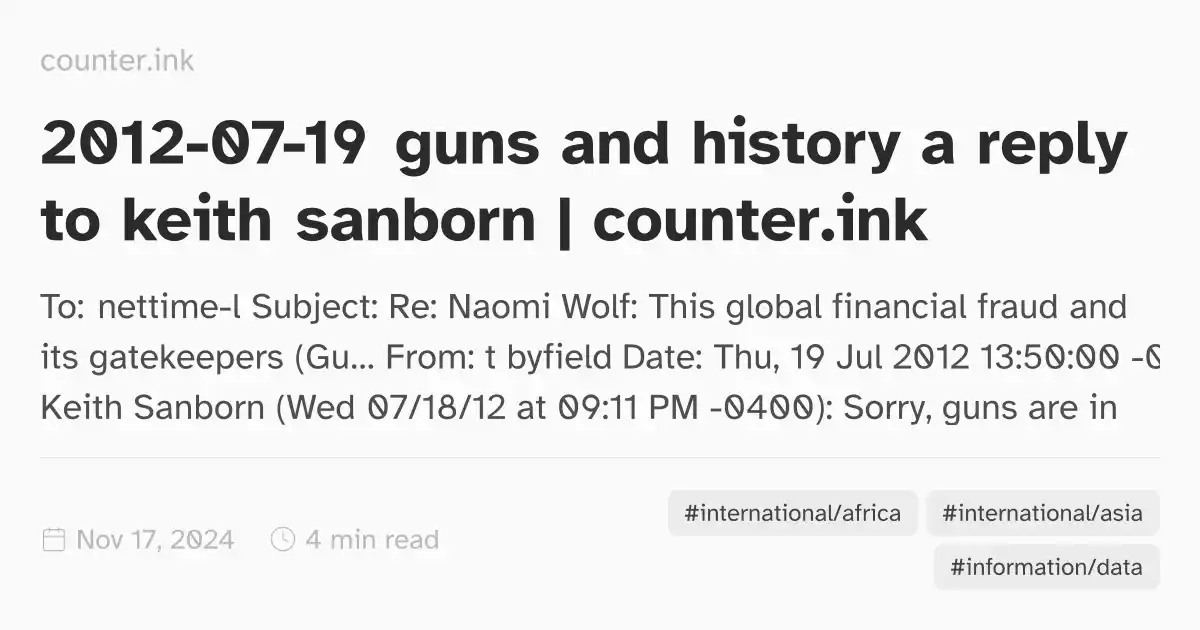 counter.ink
2012-07-19 guns and history a reply
to keith sanborn | counter.ink
To: nettime-l Subject: Re: Naomi Wolf: This global financial fraud and
its gatekeepers (Gu... From: t byfield Date: Thu, 19 Jul 2012 13:50:00 -0
Keith Sanborn (Wed 07/18/12 at 09:11 PM -0400): Sorry, guns are in
#international/africa #international/asia
Nov 17, 2024 4 min read
#information/data